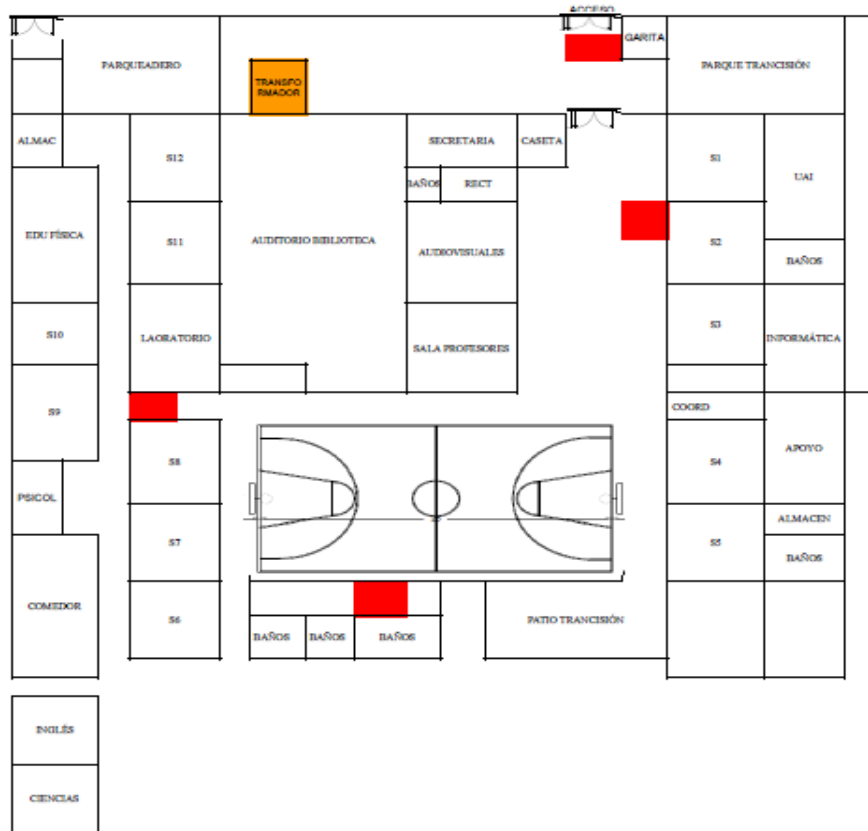 ACCESO
GARITA
PARQUEADERO
PARQUE TRANCISIÓN
TRANSFO
RMADOR
ALMAC
S12
SECRETARIA
CASETA
S1
UAI
BAÑOS
RECT
EDU FÍSICA
S11
AUDITORIO BIBLIOTECA
AUDIOVISUALES
S2
BAÑOS
S10
LAORATORIO
SALA PROFESORES
S3
INFORMÁTICA
S9
COORD
S8
S4
APOYO
PSICOL
ALMACEN
S7
S5
BAÑOS
COMEDOR
S6
BAÑOS
BAÑOS
BAÑOS
PATIO TRANCISIÓN
INGLÉS
CIENCIAS